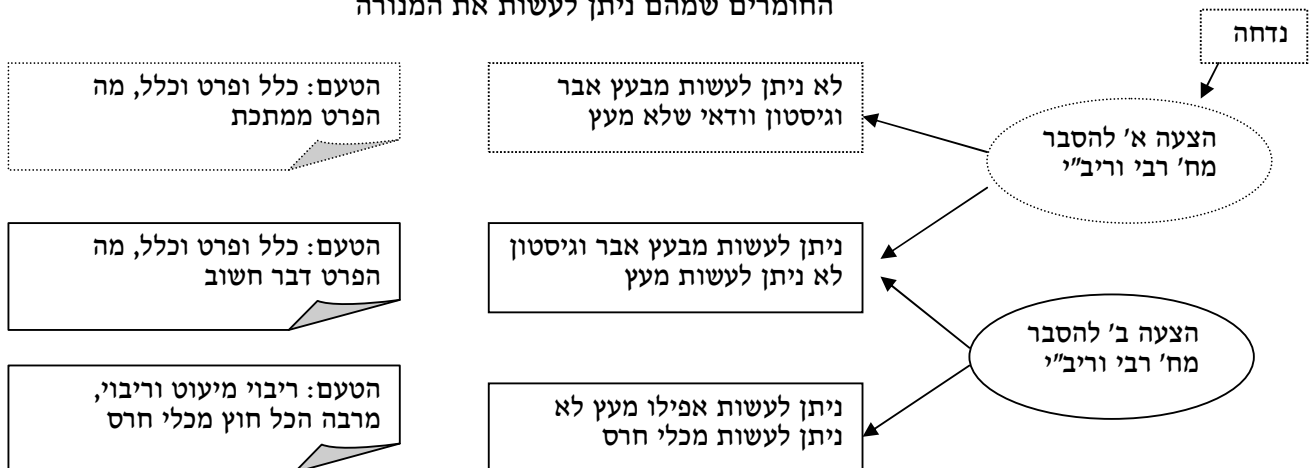 החומרים שמהם ניתן לעשות את המנורה
נדחה
הצעה א' להסבר
מח' רבי וריב"י
לא ניתן לעשות מבעץ אבר
וגיסטון וודאי שלא מעץ
הטעם: כלל ופרט וכלל, מה
הפרט ממתכת
ניתן לעשות מבעץ אבר וגיסטון
לא ניתן לעשות מעץ
הטעם: כלל ופרט וכלל, מה
הפרט דבר חשוב
הצעה ב' להסבר
מח' רבי וריב"י
ניתן לעשות אפילו מעץ לא
ניתן לעשות מכלי חרס
הטעם: ריבוי מיעוט וריבוי,
מרבה הכל חוץ מכלי חרס